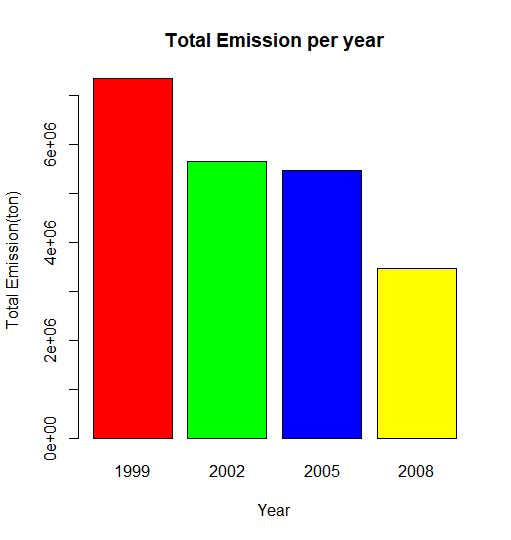 Total Emission per year
Total Emission(ton)
6e+06
4e+06
2e+06
0e+00
1999 2002 2005 2008
Year